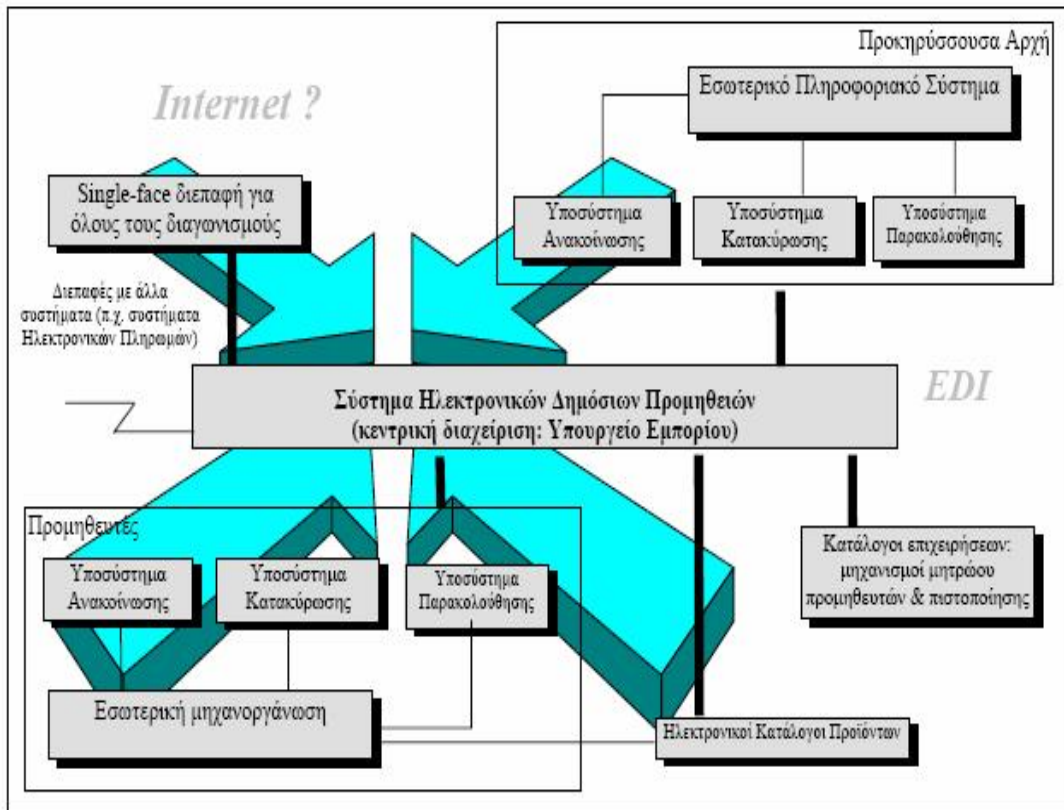 Προκηρύσσουσα Αρχή
Internet ?
Εσωτερικό Πληροφοριακό Σύστημα
Single-face διεπαφή για
όλους τους διαγωνισμούς
Υποσύστημα
Ανακοίνωσης
Υποσύστημα
Κατακύρωσης
Υποσύστημα
Παρακολούθησης
Διεπαφές με άλλα
συστήματα (π.χ. συστήματα
Ηλεκτρονικών Πληρωμών)
EDI
Σύστημα Ηλεκτρονικών Δημόσιων Προμηθειών
(κεντρική διαχείριση: Υπουργείο Εμπορίου)
Προμηθευτές
Υποσύστημα
Ανακοίνωσης
Υποσύστημα
Κατακύρωσης
Υποσύστημα
Παρακολούθησης
Κατάλογοι επιχειρήσεων:
μηχανισμοί μητρώου
προμηθευτών & πιστοποίησης
Εσωτερική μηχανοργάνωση
Ηλεκτρονικοί Κατάλογοι Προϊόντων